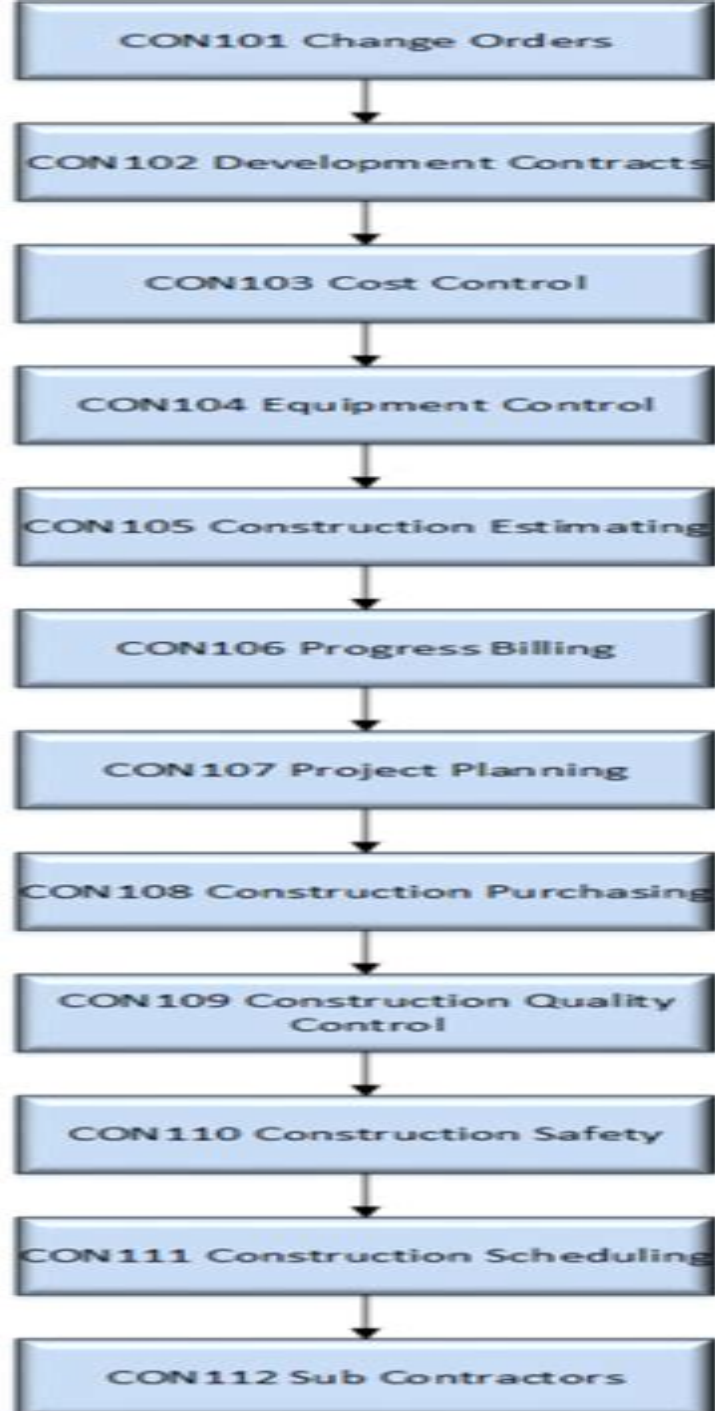 CON101 Change Orders
CON102 Development Contracts
CON103 Cost Control
CON104 Equipment Control
CON105 Construction Estimating
CON106 Progress Billing
CON107 Project Planning
CON108 Construction Purchasing
CON109 Construction Quality
Control
CON110 Construction Safety
CON111 Construction Scheduling
CON112 Sub Contractors